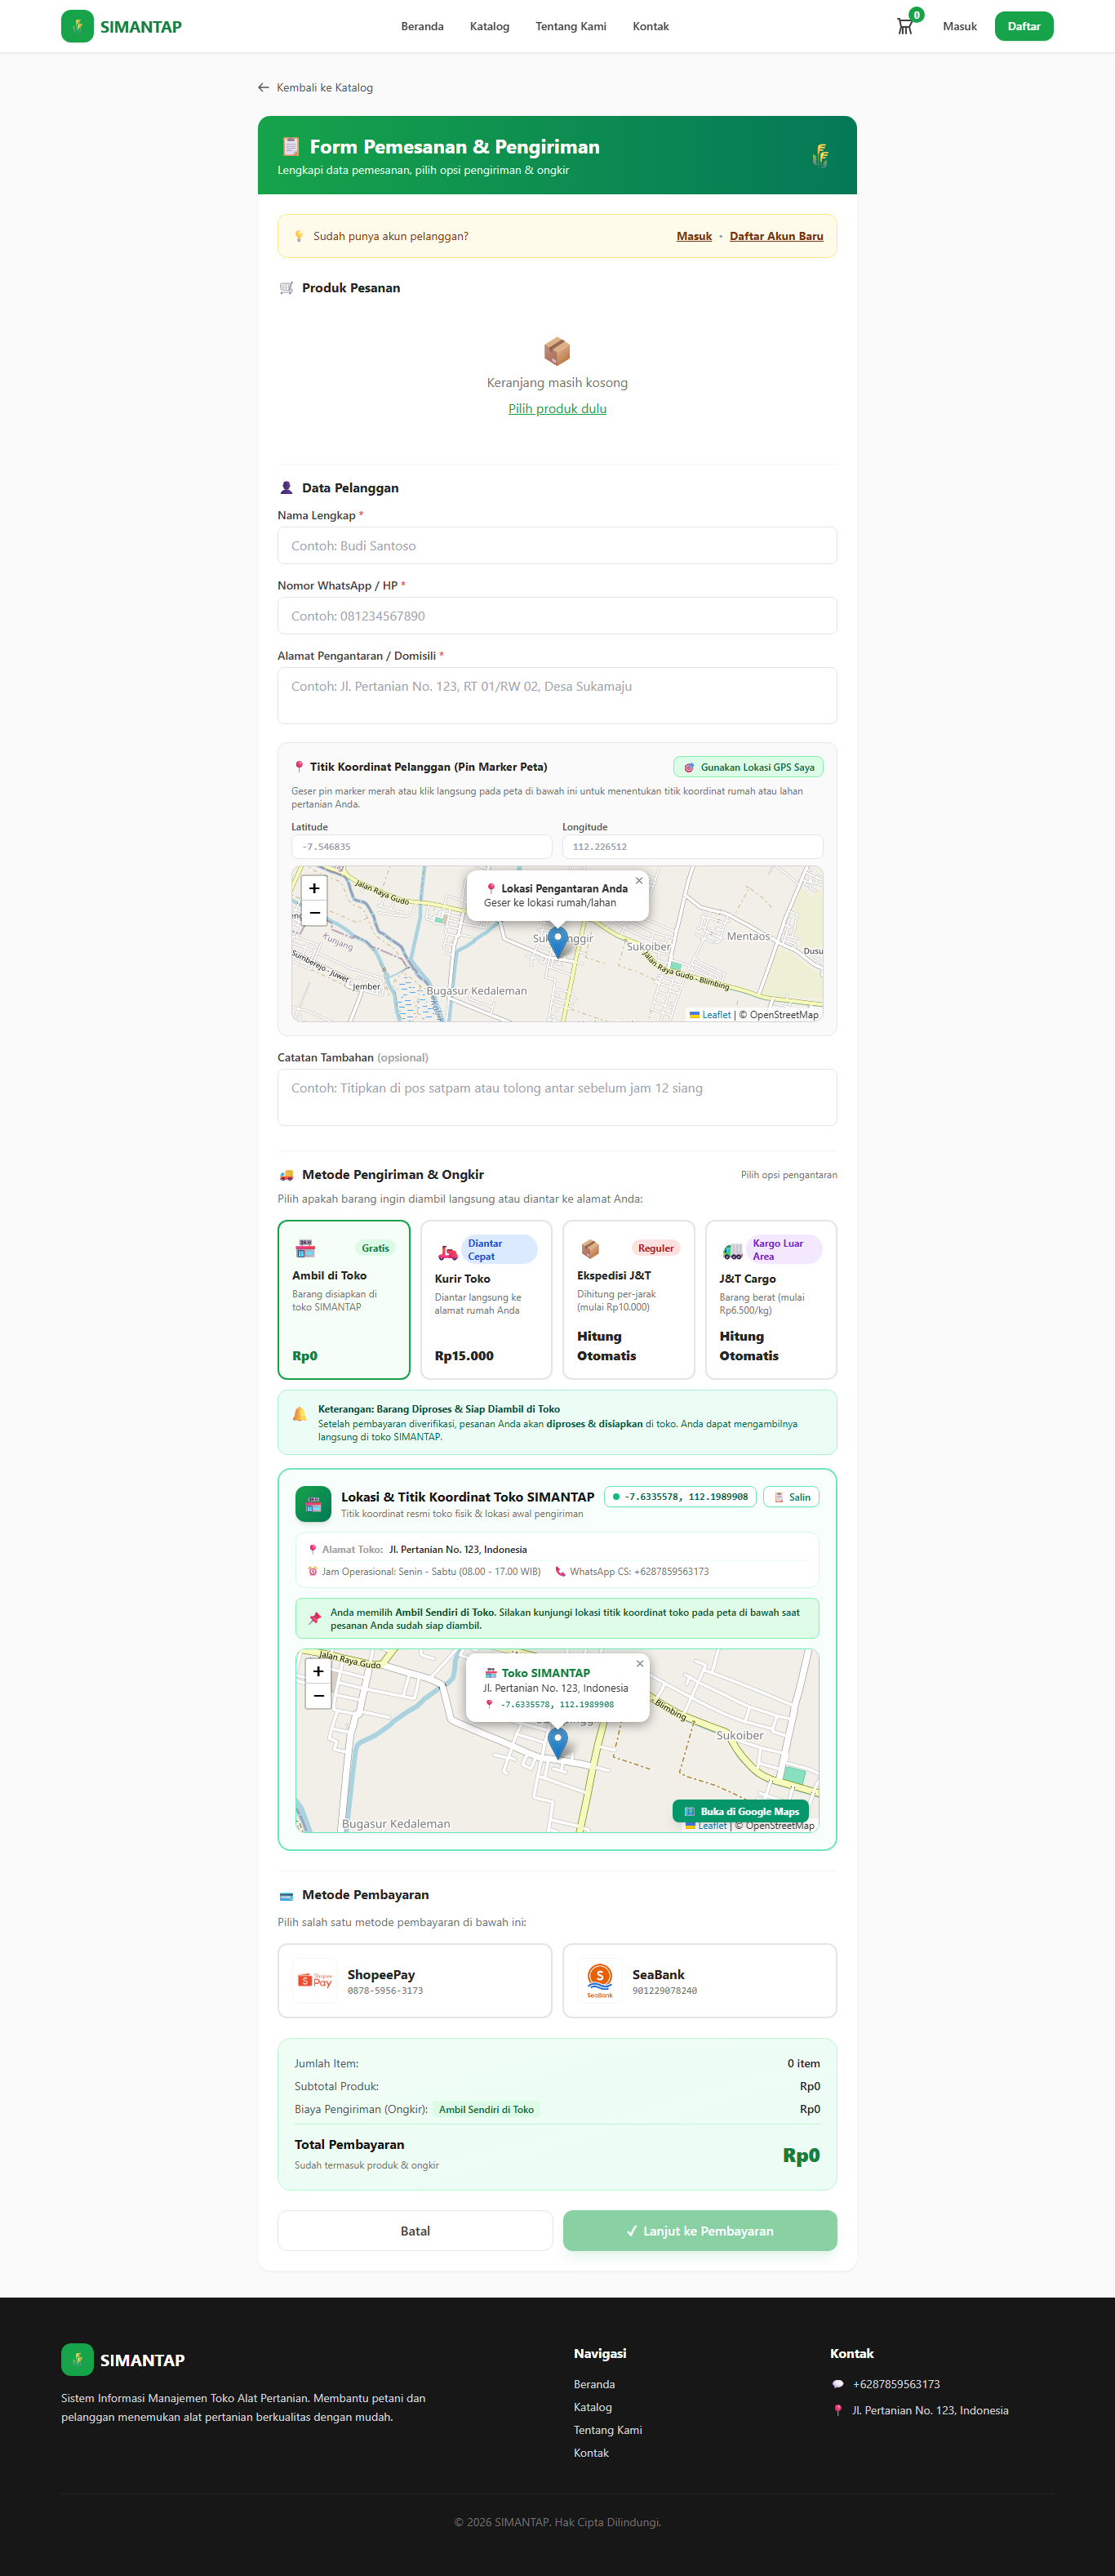 SIMANTAP
Beranda
Katalog
Tentang Kami
Kontak
0
Masuk
Daftar
← Kembali ke Katalog
Form Pemesanan & Pengiriman
Lengkapi data pemesanan, pilih opsi pengiriman & ongkir
Sudah punya akun pelanggan?
Masuk • Daftar Akun Baru
Produk Pesanan
Keranjang masih kosong
Pilih produk dulu
Data Pelanggan
Nama Lengkap *
Contoh: Budi Santoso
Nomor WhatsApp / HP *
Contoh: 081234567890
Alamat Pengantaran / Domisili *
Contoh: Jl. Pertanian No. 123, RT 01/RW 02, Desa Sukamaju
Titik Koordinat Pelanggan (Pin Marker Peta)
Gunakan Lokasi GPS Saya
Geser pin marker merah atau klik langsung pada peta di bawah ini untuk menentukan titik koordinat rumah atau lahan
pertanian Anda.
Latitude
Longitude
-7.546835
112.226512
+
−
Jalan Raya Gudo
Lokasi Pengantaran Anda
Geser ke lokasi rumah/lahan
×
Kunjang
Sumberejo - Juwet
Jember
Bugasur Kedaleman
Sukoiber
Mentaos
Jalan Raya Gudo - Blimbing
Leaflet | © OpenStreetMap
Catatan Tambahan (opsional)
Contoh: Titipkan di pos satpam atau tolong antar sebelum jam 12 siang
Metode Pengiriman & Ongkir
Pilih opsi pengantaran
Pilih apakah barang ingin diambil langsung atau diantar ke alamat Anda:
Gratis
Ambil di Toko
Barang disiapkan di
toko SIMANTAP
Rp0
Diantar
Cepat
Kurir Toko
Diantar langsung ke
alamat rumah Anda
Rp15.000
Reguler
Ekspedisi J&T
Dihitung per-jarak
(mulai Rp10.000)
Hitung
Otomatis
Kargo Luar
Area
J&T Cargo
Barang berat (mulai
Rp6.500/kg)
Hitung
Otomatis
Keterangan: Barang Diproses & Siap Diambil di Toko
Setelah pembayaran diverifikasi, pesanan Anda akan diproses & disiapkan di toko. Anda dapat mengambilnya
langsung di toko SIMANTAP.
Lokasi & Titik Koordinat Toko SIMANTAP
Titik koordinat resmi toko fisik & lokasi awal pengiriman
-7.6335578, 112.1989908
Salin
Alamat Toko: Jl. Pertanian No. 123, Indonesia
Jam Operasional: Senin - Sabtu (08.00 - 17.00 WIB)
WhatsApp CS: +6287859563173
Anda memilih Ambil Sendiri di Toko. Silakan kunjungi lokasi titik koordinat toko pada peta di bawah saat
pesanan Anda sudah siap diambil.
+
−
Jalan Raya Gudo
Toko SIMANTAP
Jl. Pertanian No. 123, Indonesia
-7.6335578, 112.1989908
×
Blimbing
Sukoiber
Bugasur Kedaleman
Buka di Google Maps
Leaflet | © OpenStreetMap
Metode Pembayaran
Pilih salah satu metode pembayaran di bawah ini:
Shopee
Pay
ShopeePay
0878-5956-3173
SeaBank
SeaBank
901229078240
Jumlah Item:
0 item
Subtotal Produk:
Rp0
Biaya Pengiriman (Ongkir): Ambil Sendiri di Toko
Rp0
Total Pembayaran
Sudah termasuk produk & ongkir
Rp0
Batal
✓ Lanjut ke Pembayaran
SIMANTAP
Sistem Informasi Manajemen Toko Alat Pertanian. Membantu petani dan
pelanggan menemukan alat pertanian berkualitas dengan mudah.
Navigasi
Beranda
Katalog
Tentang Kami
Kontak
Kontak
+6287859563173
Jl. Pertanian No. 123, Indonesia
© 2026 SIMANTAP. Hak Cipta Dilindungi.